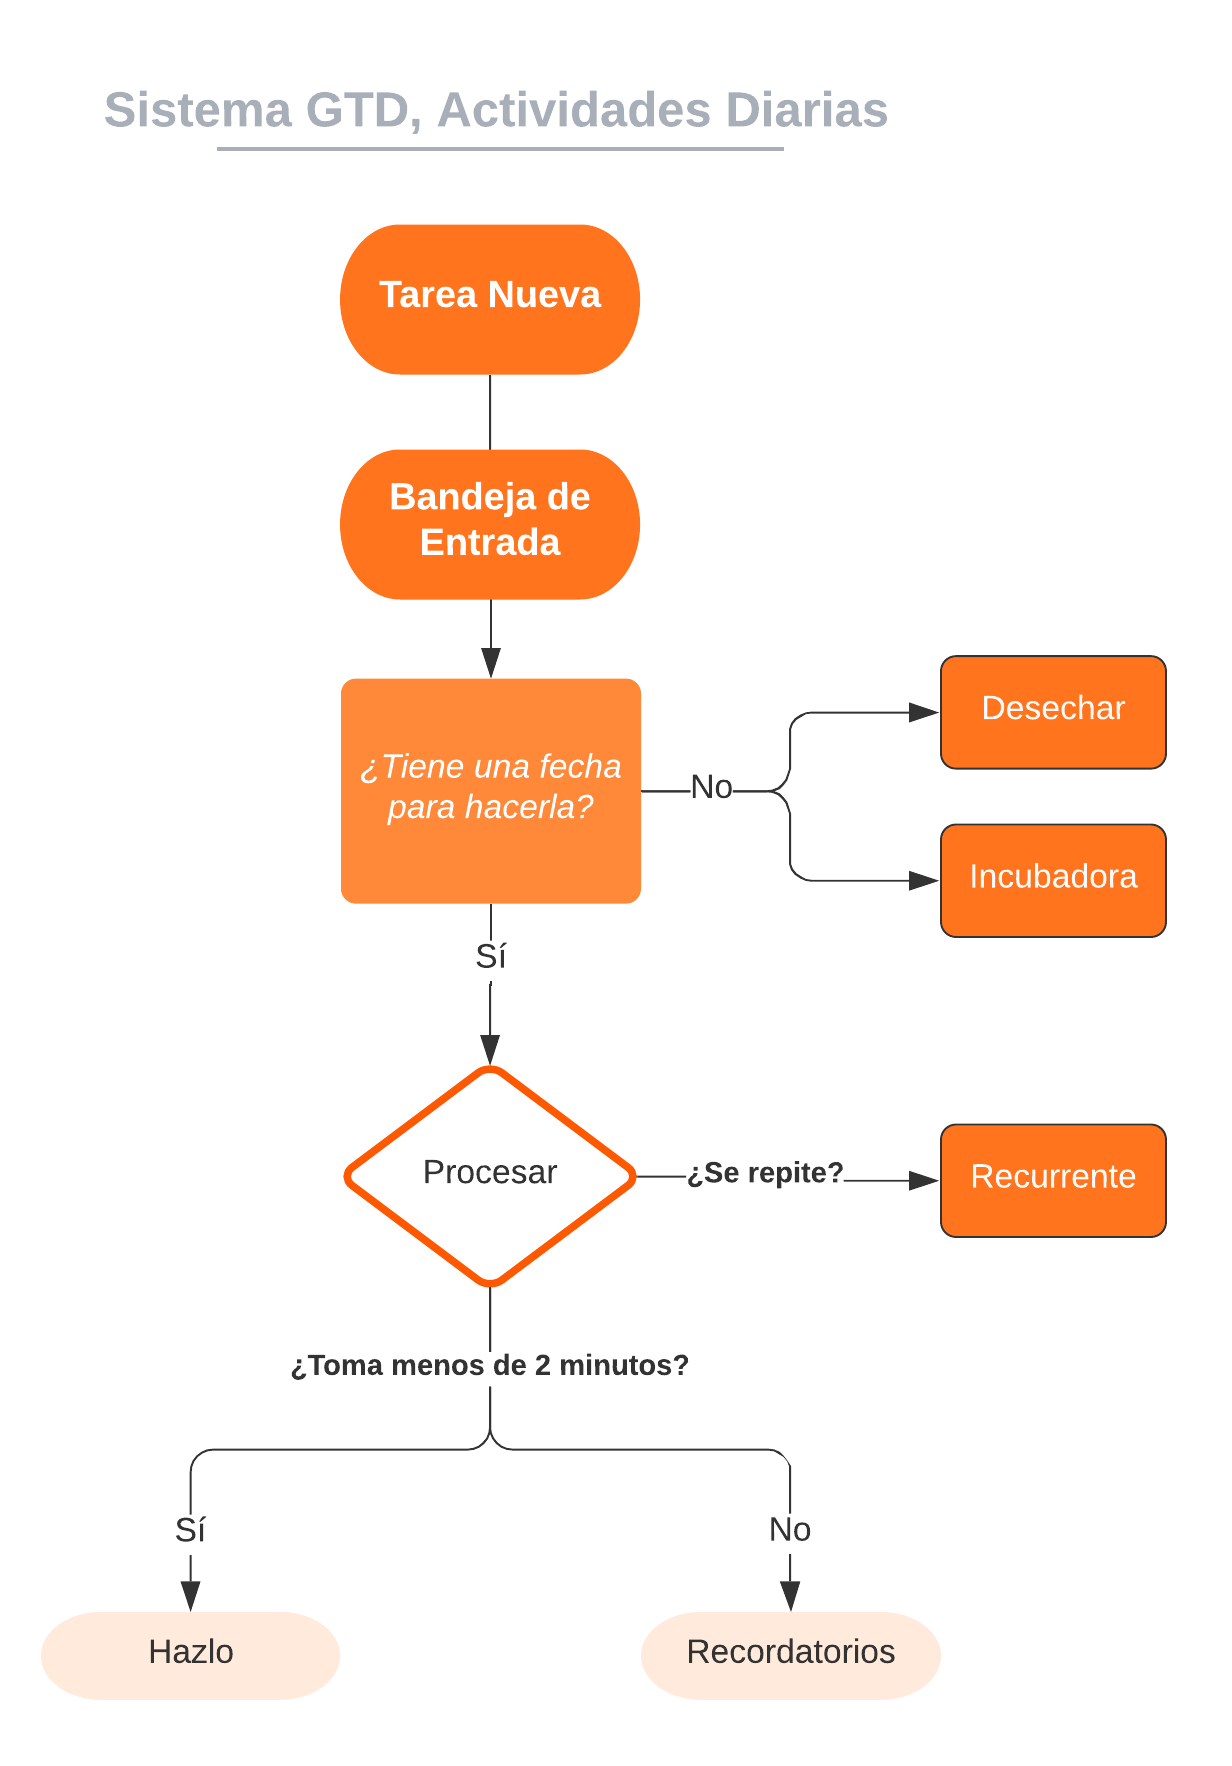 Sistema GTD, Actividades Diarias
Tarea Nueva
Bandeja de
Entrada
¿Tiene una fecha
para hacerla?
No
Desechar
Incubadora
Sí
Procesar
¿Se repite?
Recurrente
¿Toma menos de 2 minutos?
Sí
No
Hazlo
Recordatorios